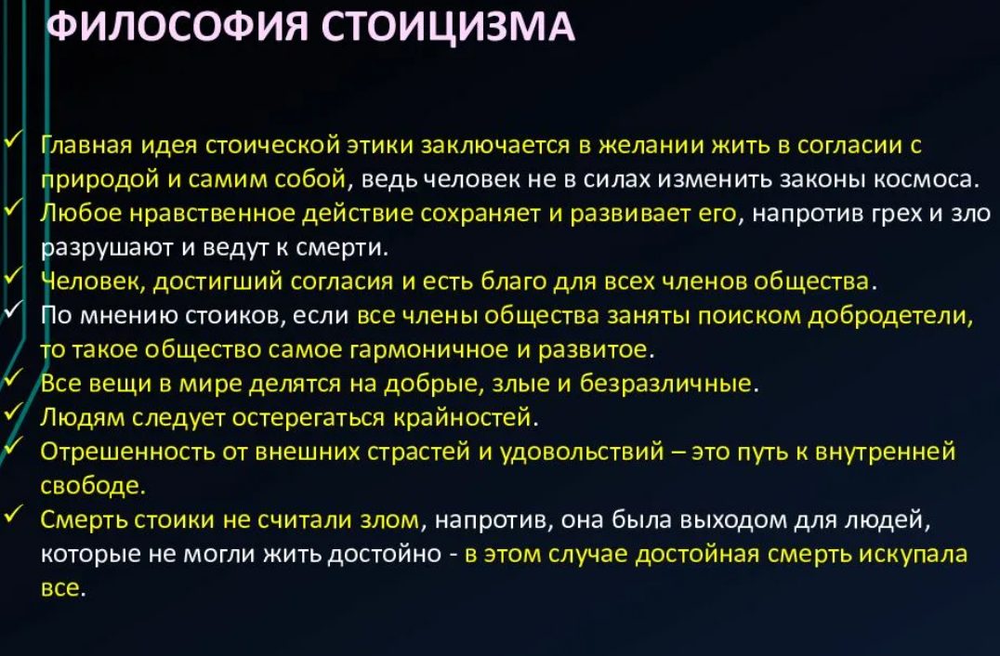 ФИЛОСОФИЯ СТОИЦИЗМА
✓ Главная идея стоической этики заключается в желании жить в согласии с
природой и самим собой, ведь человек не в силах изменить законы космоса.
✓ Любое нравственное действие сохраняет и развивает его, напротив грех и зло
разрушают и ведут к смерти.
✓ Человек, достигший согласия и есть благо для всех членов общества.
✓ По мнению стоиков, если все члены общества заняты поиском добродетели,
то такое общество самое гармоничное и развитое.
✓ Все вещи в мире делятся на добрые, злые и безразличные.
✓ Людям следует остерегаться крайностей.
✓ Отрешенность от внешних страстей и удовольствий – это путь к внутренней
свободе.
✓ Смерть стоики не считали злом, напротив, она была выходом для людей,
которые не могли жить достойно - в этом случае достойная смерть искупала
все.